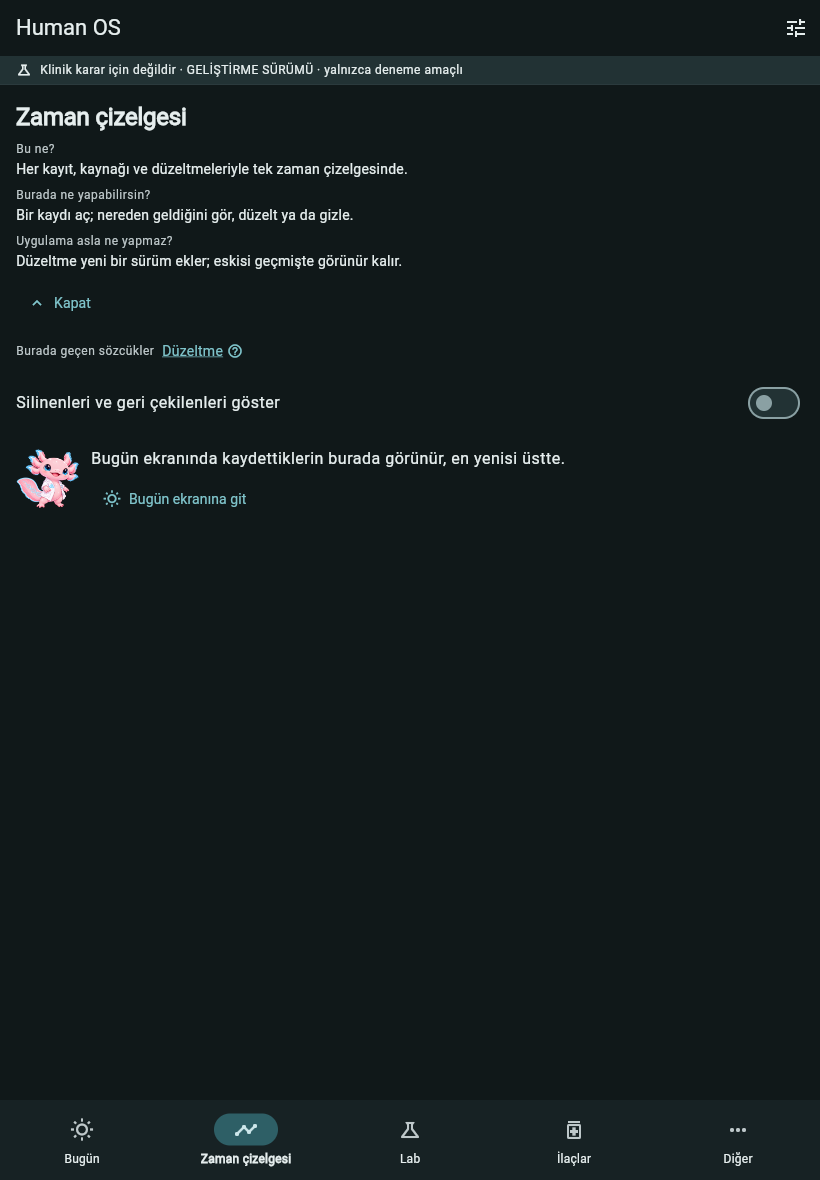 Human OS
Klinik karar için değildir · GELİŞTİRME SÜRÜMÜ · yalnızca deneme amaçlı
Zaman çizelgesi
Bu ne?
Her kayıt, kaynağı ve düzeltmeleriyle tek zaman çizelgesinde.
Burada ne yapabilirsin?
Bir kaydı aç; nereden geldiğini gör, düzelt ya da gizle.
Uygulama asla ne yapmaz?
Düzeltme yeni bir sürüm ekler; eskisi geçmişte görünür kalır.
Kapat
Burada geçen sözcükler Düzeltme
Silinenleri ve geri çekilenleri göster
Bugün ekranında kaydettiklerin burada görünür, en yenisi üstte.
Bugün ekranına git
Bugün Zaman çizelgesi Lab İlaçlar Diğer